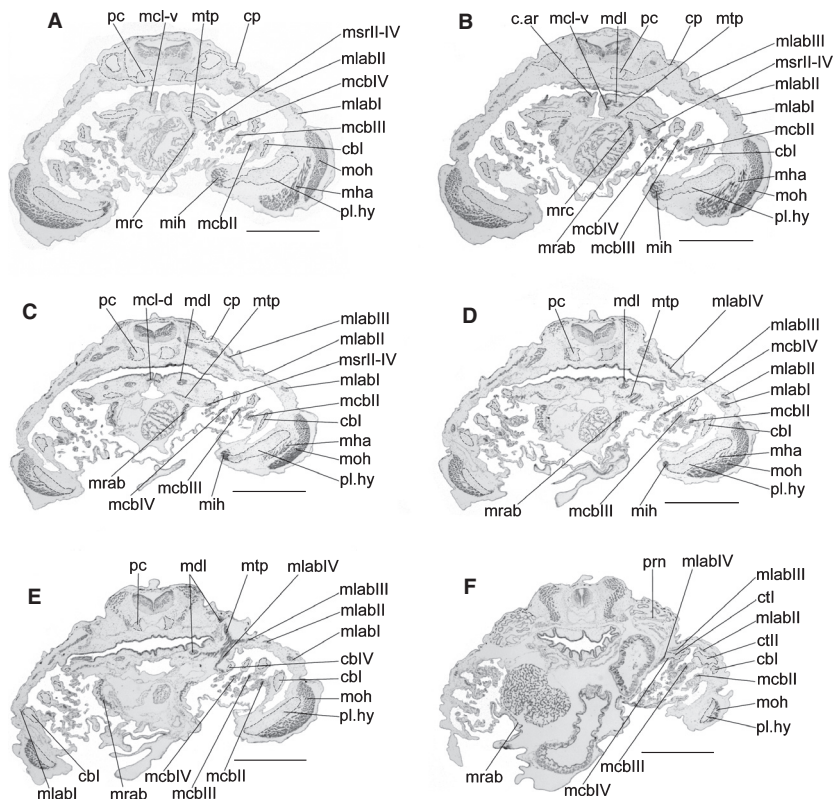 A
pc mcl-v mtp cp
msrII-IV
mlabII
mcbIV
mlabI
mcbIII
cbI
moh
mha
pl.hy
mrc mih mcbII
B
c.ar mcl-v mdl pc cp mtp
mlabIII
msrII-IV
mlabII
mlabI
mcbII
cbI
mha
moh
pl.hy
mrc
mcbIV
mrab mcbIII mih
C
pc mcl-d mdl cp mtp
mlabIII
mlabII
msrII-IV
mlabI
mcbII
cbI
mha
moh
pl.hy
mrab
mcbIII
mcbIV mih
D
pc mdl mtp mlabIV
mlabIII
mcbIV
mlabII
mlabI
mcbII
cbI
mha
moh
pl.hy
mih
mrab mcbIII
E
pc mdl mtp mlabIV
mlabIII
mlabII
mlabI
cbIV
cbI
moh
pl.hy
cbI mcbIV mcbII
mlabI mrab mcbIII
F
prn mlabIV
mlabIII
ctI
mlabII
ctII
cbI
mcbII
moh
pl.hy
mcbIII
mrab
mcbIV